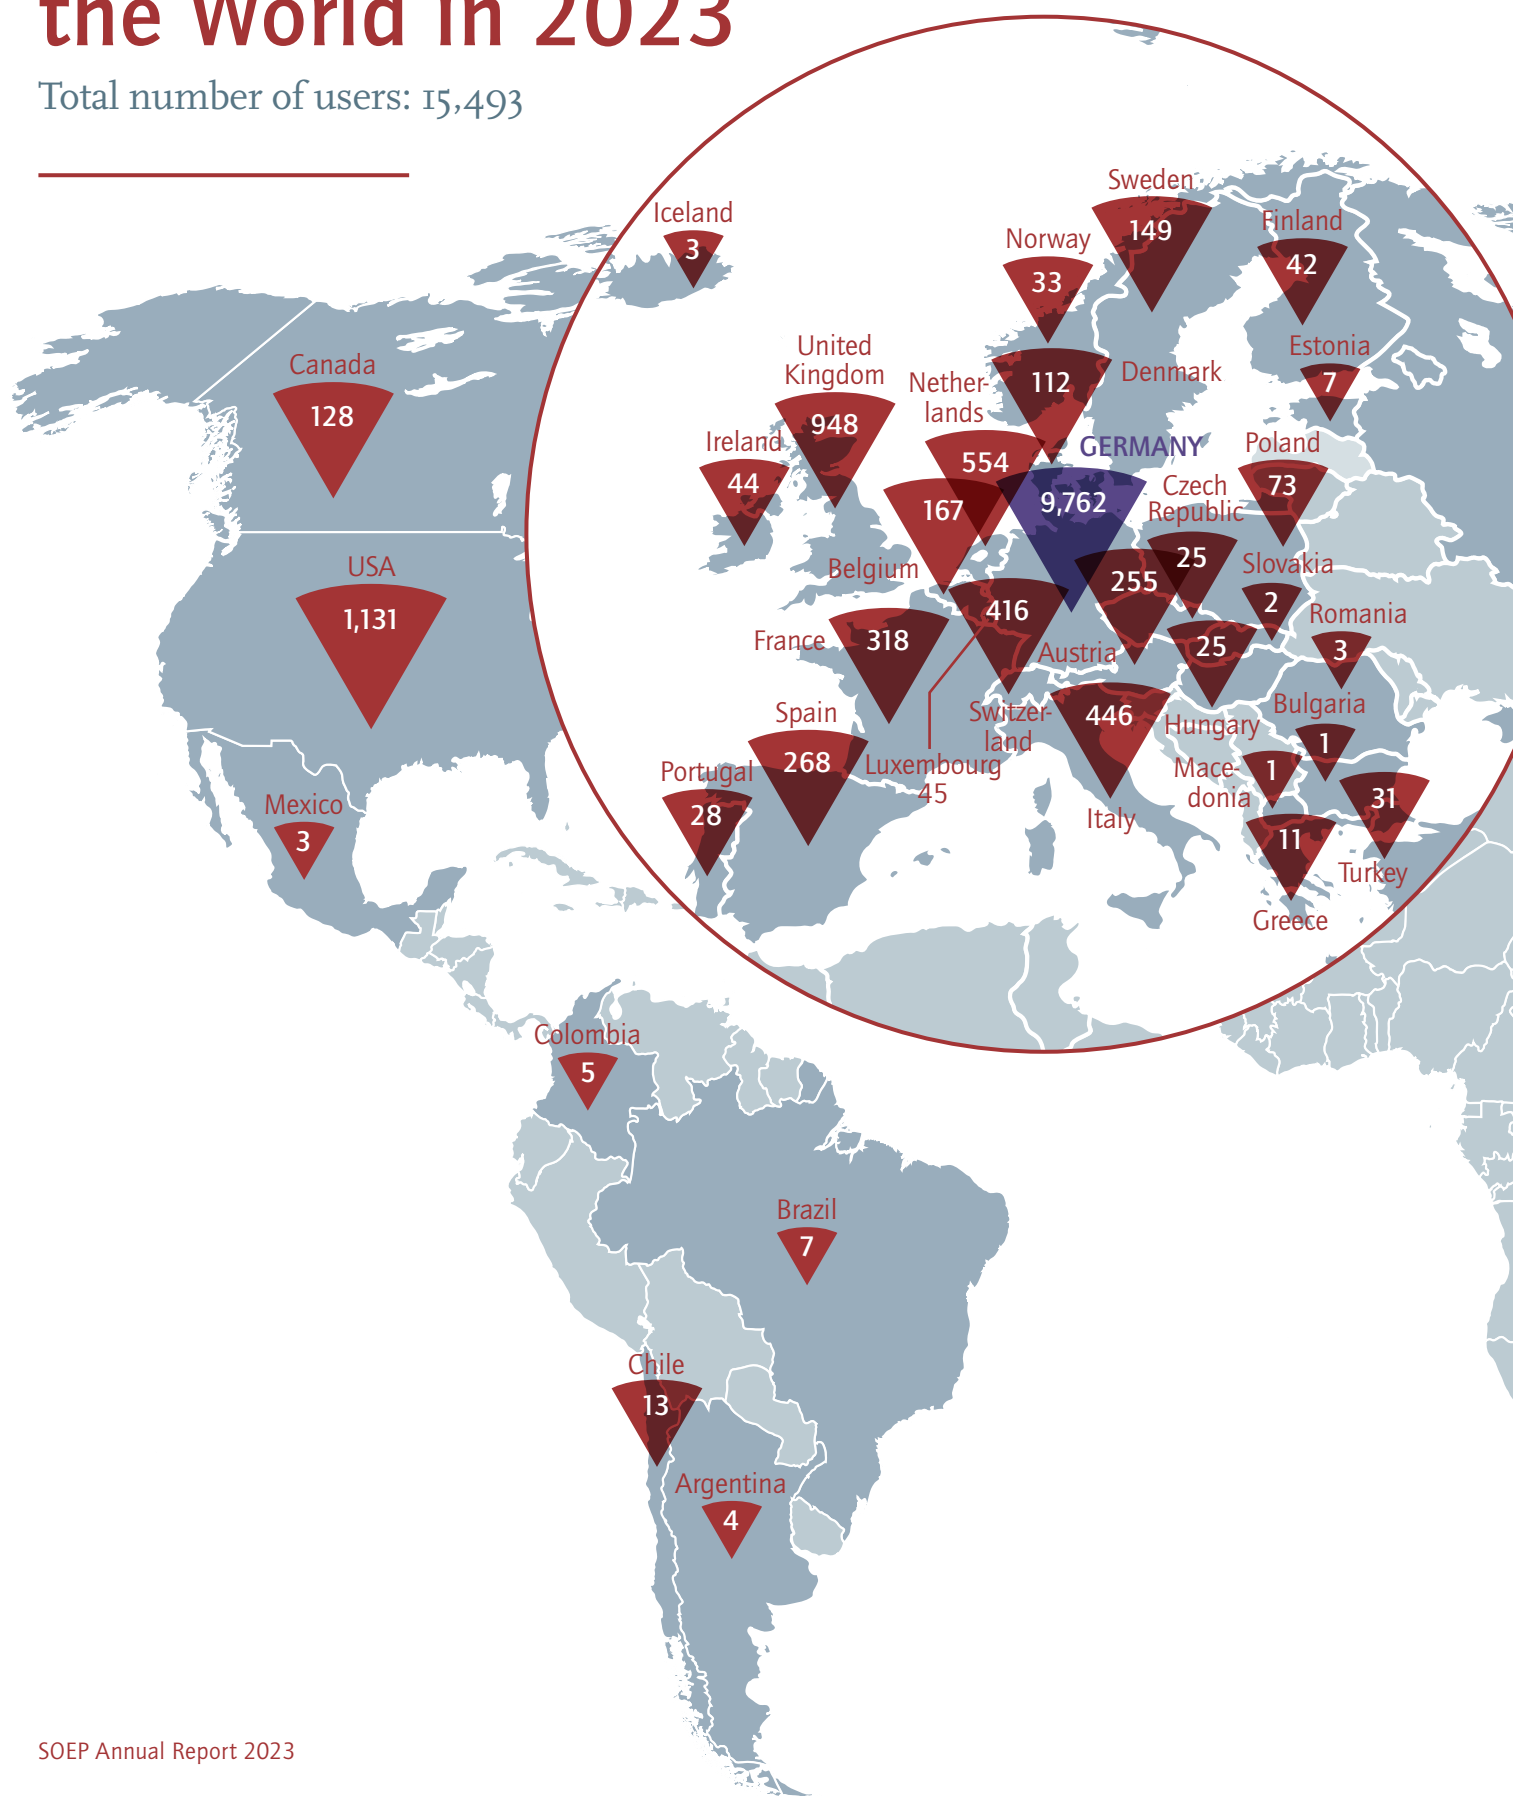 the World in 2023
Total number of users: 15,493
Iceland
3
Sweden
149
Norway
33
Finland
42
Estonia
7
Canada
128
United
Kingdom
948
Nether-
lands
554
112
Denmark
Ireland
44
GERMANY
9,762
Poland
73
167
Belgium
Czech
Republic
25
255
Austria
Slovakia
2
USA
1,131
France
318
416
Switzer-
land
25
Hungary
Romania
3
Spain
268
Luxembourg
45
446
Italy
Bulgaria
1
Mace-
donia
1
Portugal
28
31
Turkey
11
Greece
Mexico
3
Colombia
5
Brazil
7
Chile
13
Argentina
4
SOEP Annual Report 2023